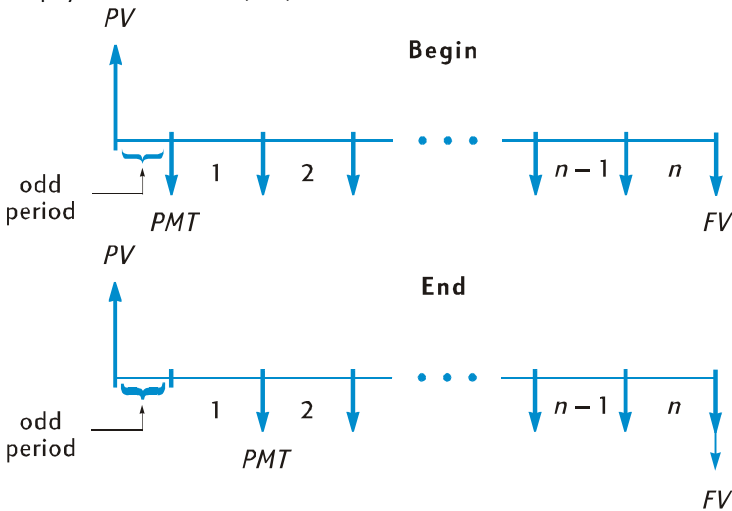 PV
Begin
1 2 • • • n – 1 n
odd
period
PMT FV
PV
End
1 2 • • • n – 1 n
odd
period
PMT
FV